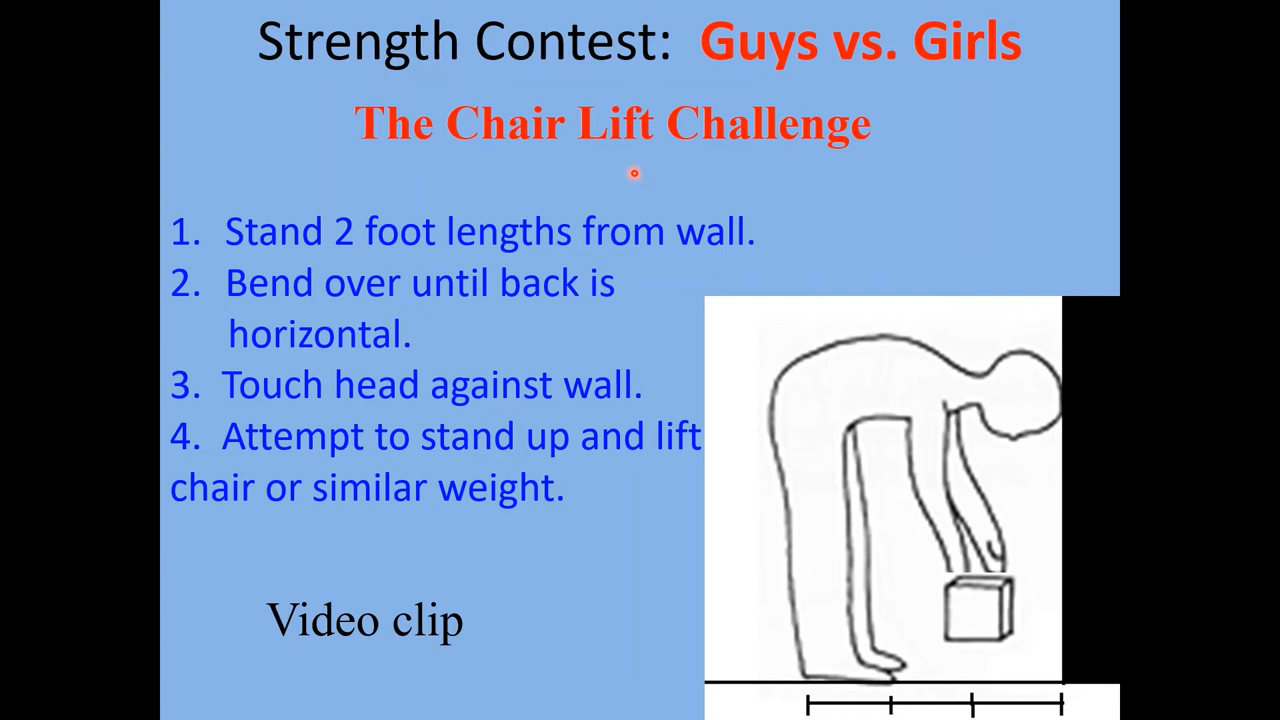 Strength Contest: Guys vs. Girls
The Chair Lift Challenge
1. Stand 2 foot lengths from wall.
2. Bend over until back is
horizontal.
3. Touch head against wall.
4. Attempt to stand up and lift
chair or similar weight.
Video clip